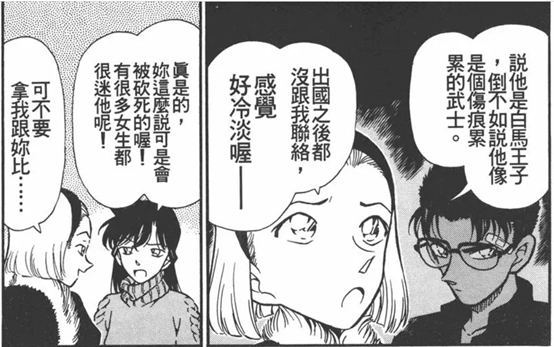 說他是白馬王子
，倒不如說他像
是個傷痕累
累的武士。
出國之後都
沒跟我聯絡，
感覺
好冷淡喔——
真是的，
妳這麼說可是會
被砍死的喔！
有很多女生都
很迷他呢！
可不要
拿我跟妳比……